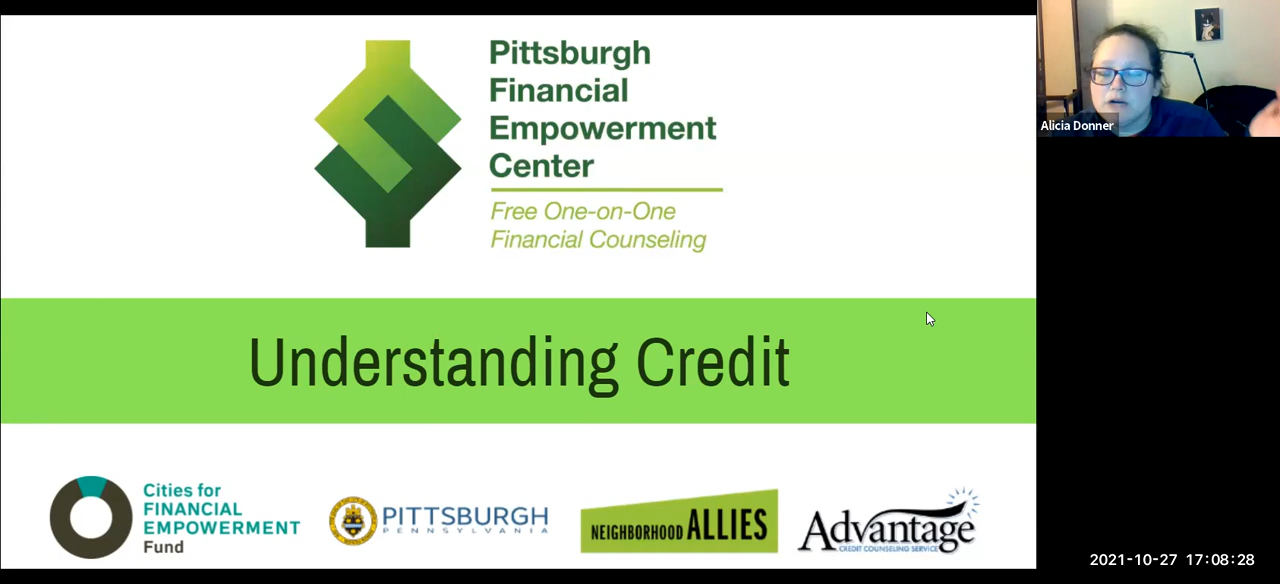 Pittsburgh
Financial
Empowerment
Center
Free One-on-One
Financial Counseling
Alicia Donner
Understanding Credit
Cities for
FINANCIAL
EMPOWERMENT
Fund
PITTSBURGH
PENNSYLVANIA
NEIGHBORHOOD ALLIES
Advantage
CREDIT COUNSELING SERVICE
2021-10-27 17:08:28